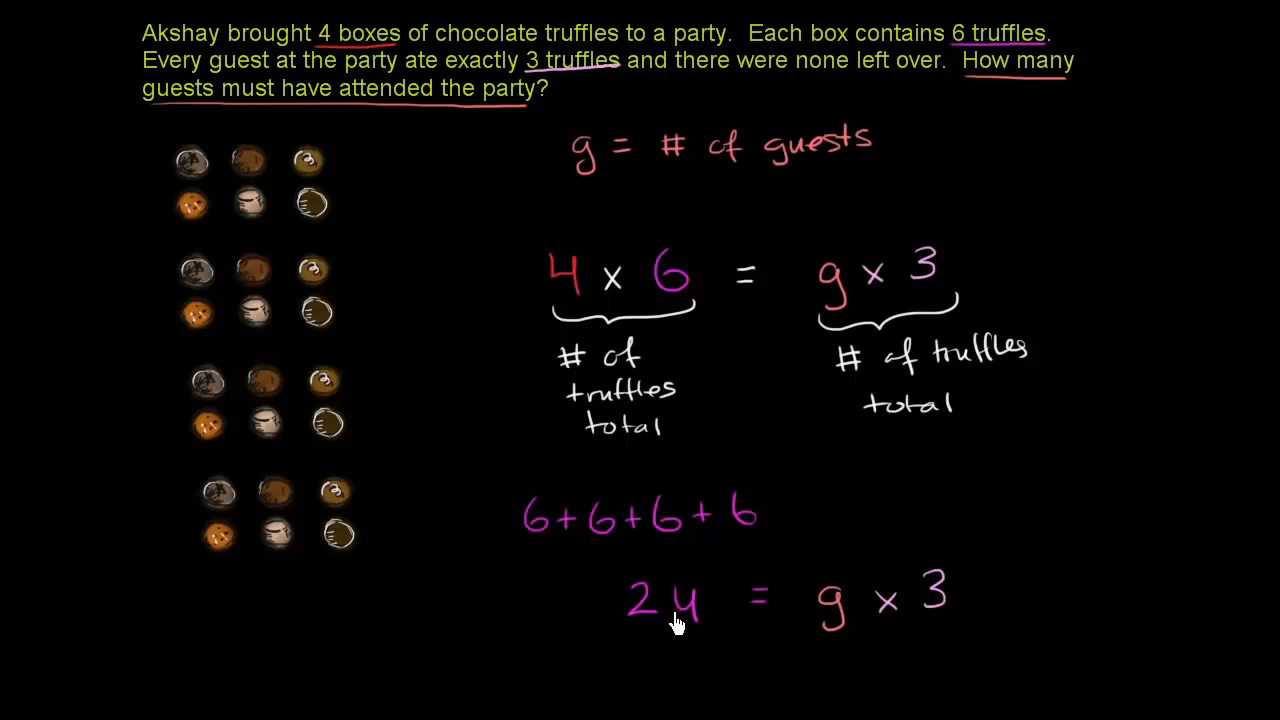 Akshay brought 4 boxes of chocolate truffles to a party. Each box contains 6 truffles.
Every guest at the party ate exactly 3 truffles and there were none left over. How many
guests must have attended the party?
g = # of guests
4 x 6 = g x 3
# of
truffles
total
# of truffles
total
6+6+6+6
24 = g x 3